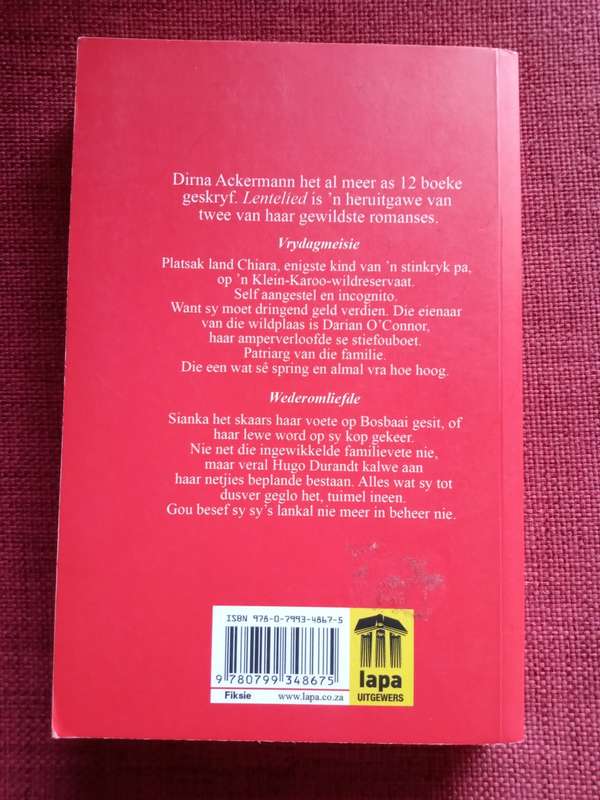 Dirna Ackermann het al meer as 12 boeke
geskryf. Lentelied is 'n heruitgawe van
twee van haar gewildste romanses.
Vrydagmeisie
Platsak land Chiara, enigste kind van 'n stinkryk pa,
op 'n Klein-Karoo-wildreservaat.
Self aangestel en incognito.
Want sy moet dringend geld verdien. Die eienaar
van die wildplaas is Darian O'Connor,
haar amperverloofde se stiefouboet.
Patriarg van die familie.
Die een wat sê spring en almal vra hoe hoog.
Wederomliefde
Sianka het skaars haar voete op Bosbaai gesit, of
haar lewe word op sy kop gekeer.
Nie net die ingewikkelde familievete nie,
maar veral Hugo Durandt kalwe aan
haar netjies beplande bestaan. Alles wat sy tot
dusver geglo het, tuimel ineen.
Gou besef sy sy's lankal nie meer in beheer nie.
ISBN 978-0-7993-4867-5
9 780799 348675
Fiksie www.lapa.co.za
lapa
UITGEWERS